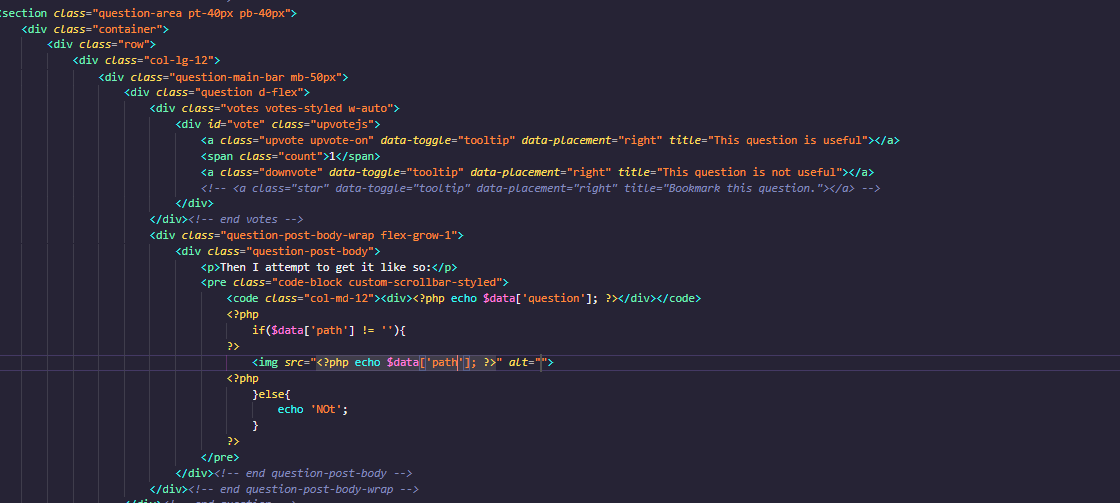 <section class="question-area pt-40px pb-40px">
<div class="container">
<div class="row">
<div class="col-lg-12">
<div class="question-main-bar mb-50px">
<div class="question d-flex">
<div class="votes votes-styled w-auto">
<div id="vote" class="upvotejs">
<a class="upvote upvote-on" data-toggle="tooltip" data-placement="right" title="This question is useful"></a>
<span class="count">1</span>
<a class="downvote" data-toggle="tooltip" data-placement="right" title="This question is not useful"></a>
<!-- <a class="star" data-toggle="tooltip" data-placement="right" title="Bookmark this question."></a> -->
</div>
</div><!-- end votes -->
<div class="question-post-body-wrap flex-grow-1">
<div class="question-post-body">
<p>Then I attempt to get it like so:</p>
<pre class="code-block custom-scrollbar-styled">
<code class="col-md-12"><div><?php echo $data['question']; ?></div></code>
<?php
if($data['path'] != ''){
?>
<img src="<?php echo $data['path']; ?>" alt="">
<?php
}else{
echo 'NOt';
}
?>
</pre>
</div><!-- end question-post-body -->
</div><!-- end question-post-body-wrap -->
</div><!-- end question -->